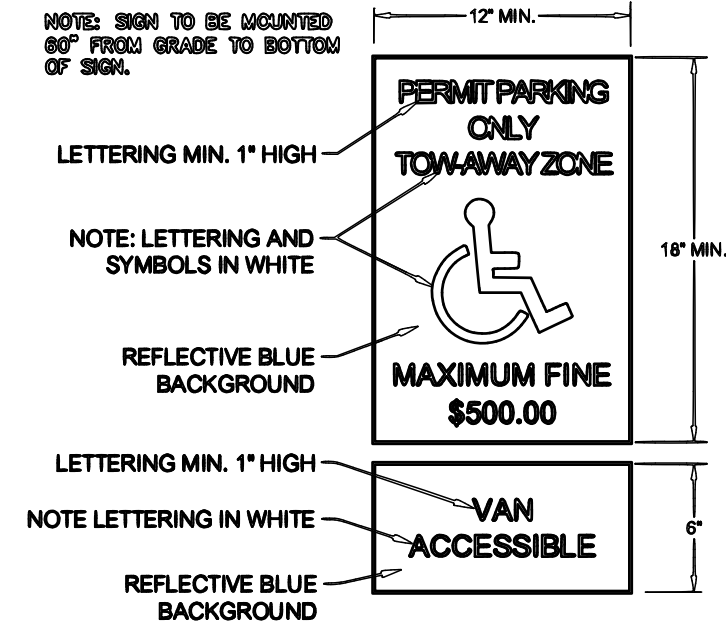 NOTE: SIGN TO BE MOUNTED
60" FROM GRADE TO BOTTOM
OF SIGN.
12" MIN.
PERMIT PARKING
ONLY
TOW-AWAY ZONE
LETTERING MIN. 1" HIGH
NOTE: LETTERING AND
SYMBOLS IN WHITE
18" MIN.
REFLECTIVE BLUE
BACKGROUND
MAXIMUM FINE
$500.00
LETTERING MIN. 1" HIGH
VAN
ACCESSIBLE
NOTE LETTERING IN WHITE
6"
REFLECTIVE BLUE
BACKGROUND